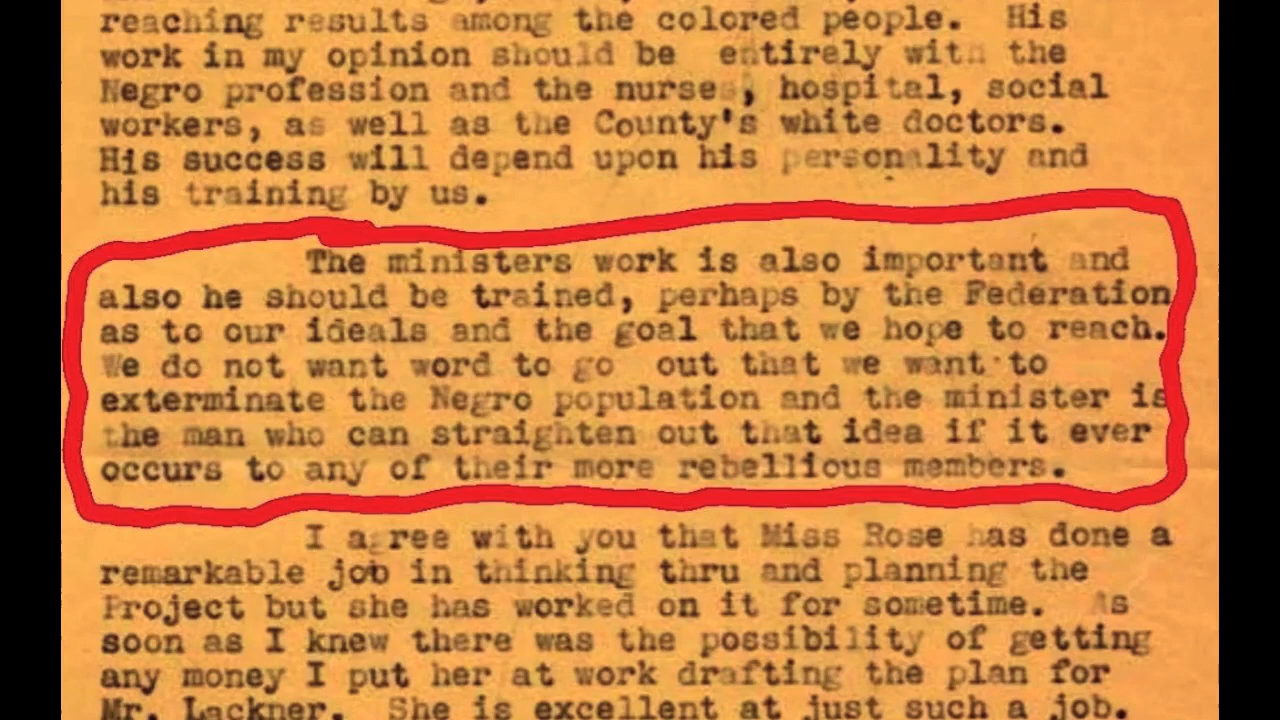 reaching results among the colored people. His
work in my opinion should be entirely with the
Negro profession and the nurses, hospital, social
workers, as well as the County's white doctors.
His success will depend upon his personality and
his training by us.
The ministers work is also important and
also he should be trained, perhaps by the Federation
as to our ideals and the goal that we hope to reach.
We do not want word to go out that we want to
exterminate the Negro population and the minister is
the man who can straighten out that idea if it ever
occurs to any of their more rebellious members.
I agree with you that Miss Rose has done a
remarkable job in thinking thru and planning the
Project but she has worked on it for sometime. As
soon as I knew there was the possibility of getting
any money I put her at work drafting the plan for
Mr. Lackner. She is excellent at just such a job.